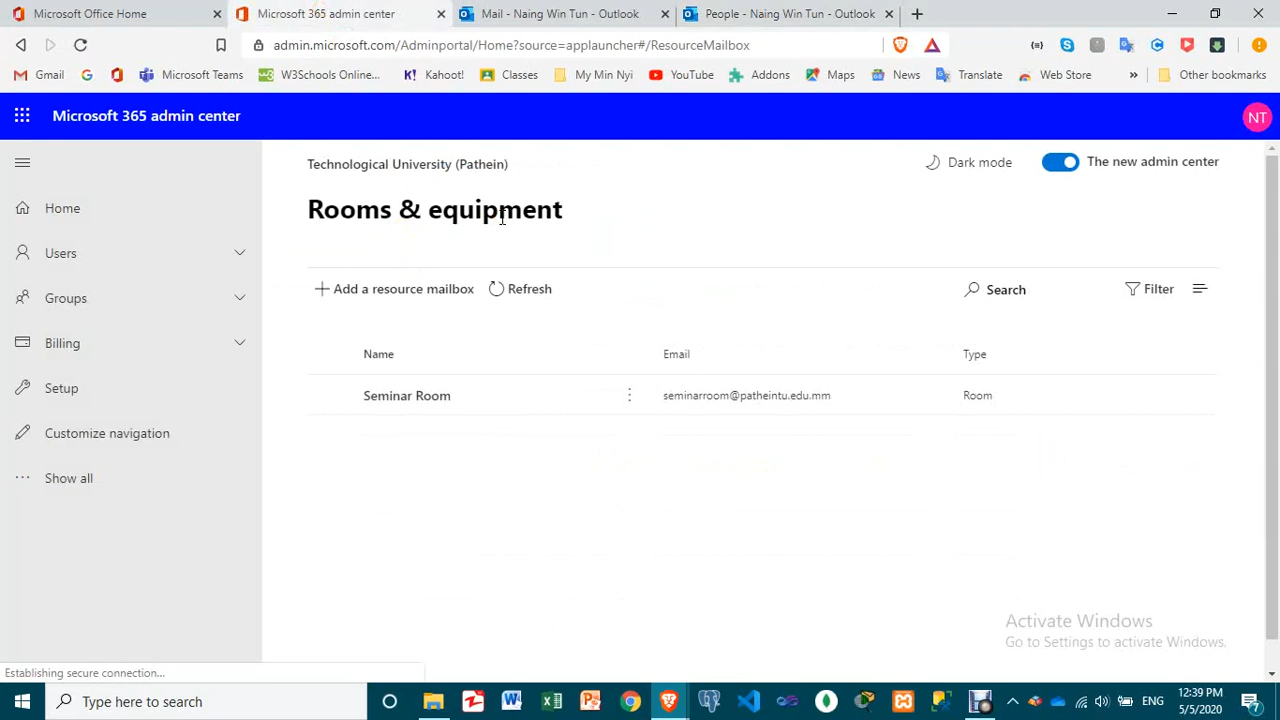 Microsoft Office Home
Microsoft 365 admin center
Mail - Naing Win Tun - Outlook
People - Naing Win Tun - Outlook
admin.microsoft.com/Adminportal/Home?source=applauncher#/ResourceMailbox
Gmail
Microsoft Teams
W3Schools Online...
Kahoot!
Classes
My Min Nyi
YouTube
Addons
Maps
News
Translate
Web Store
Other bookmarks
Microsoft 365 admin center
NT
Technological University (Pathein)
Dark mode
The new admin center
Rooms & equipment
Home
Users
Groups
Billing
Setup
Customize navigation
Show all
Add a resource mailbox
Refresh
Search
Filter
Name
Email
Type
Seminar Room
seminarroom@patheintu.edu.mm
Room
Activate Windows
Go to Settings to activate Windows.
Establishing secure connection...
Type here to search
ENG
12:39 PM
5/5/2020
7